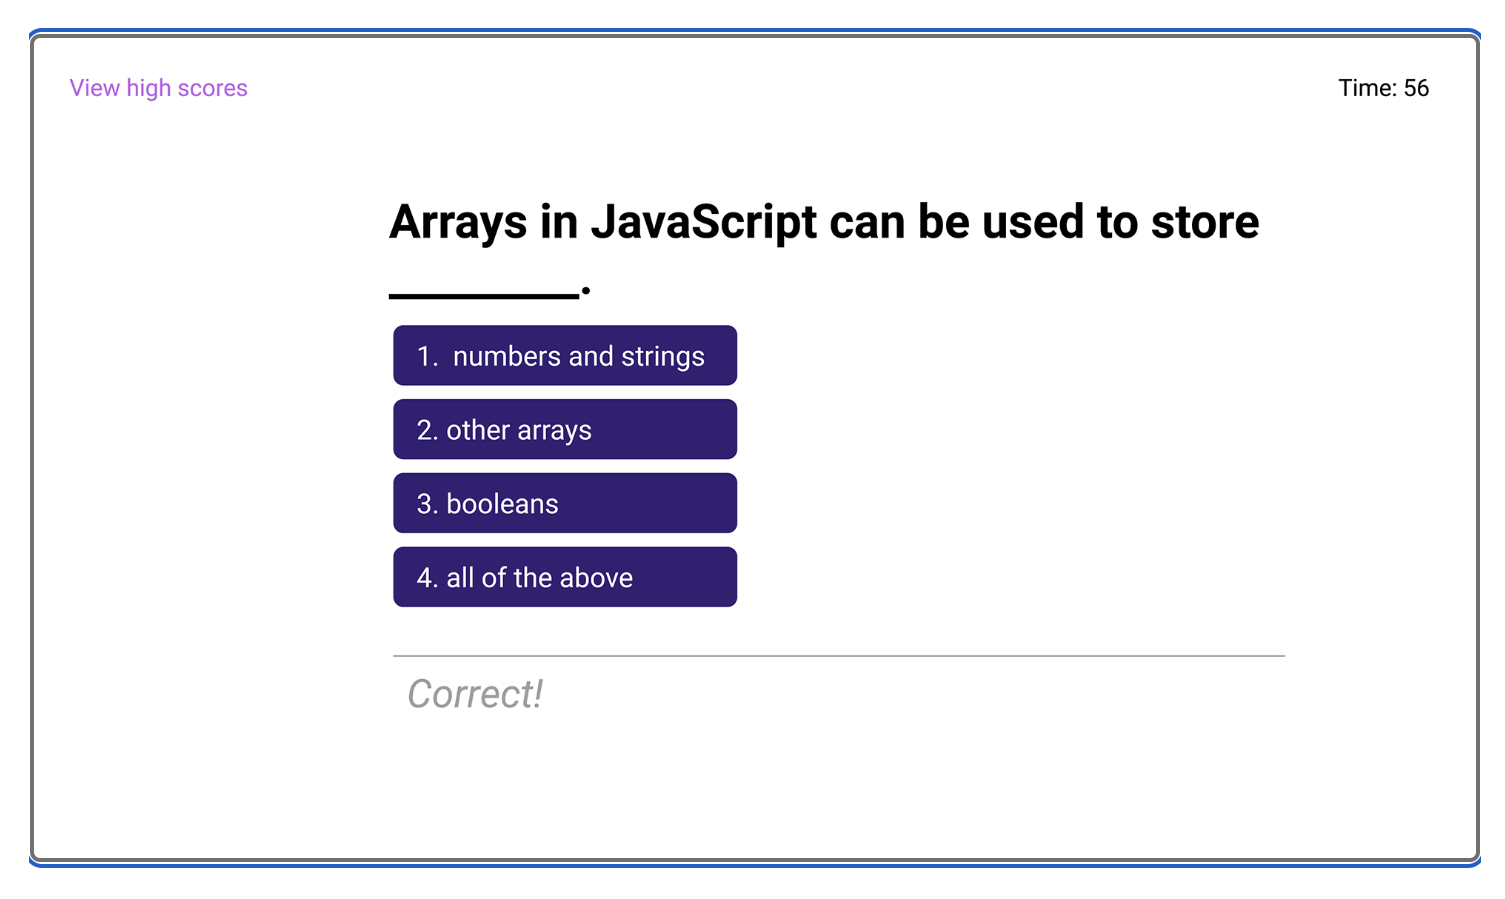 View high scores
Time: 56
Arrays in JavaScript can be used to store
________.
1. numbers and strings
2. other arrays
3. booleans
4. all of the above
Correct!